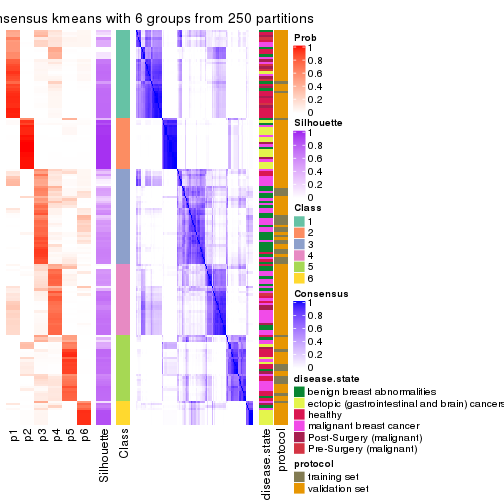 nsensus kmeans with 6 groups from 250 partitions
Prob
1
0.8
0.6
0.4
0.2
0
Silhouette
1
0.8
0.6
0.4
0.2
0
Class
1
2
3
4
5
6
Consensus
1
0.8
0.6
0.4
0.2
0
disease.state
benign breast abnormalities
ectopic (gastrointestinal and brain) cancers
healthy
malignant breast cancer
Post-Surgery (malignant)
Pre-Surgery (malignant)
protocol
training set
validation set
p1
p2
p3
p4
p5
p6
Silhouette
Class
disease.state
protocol